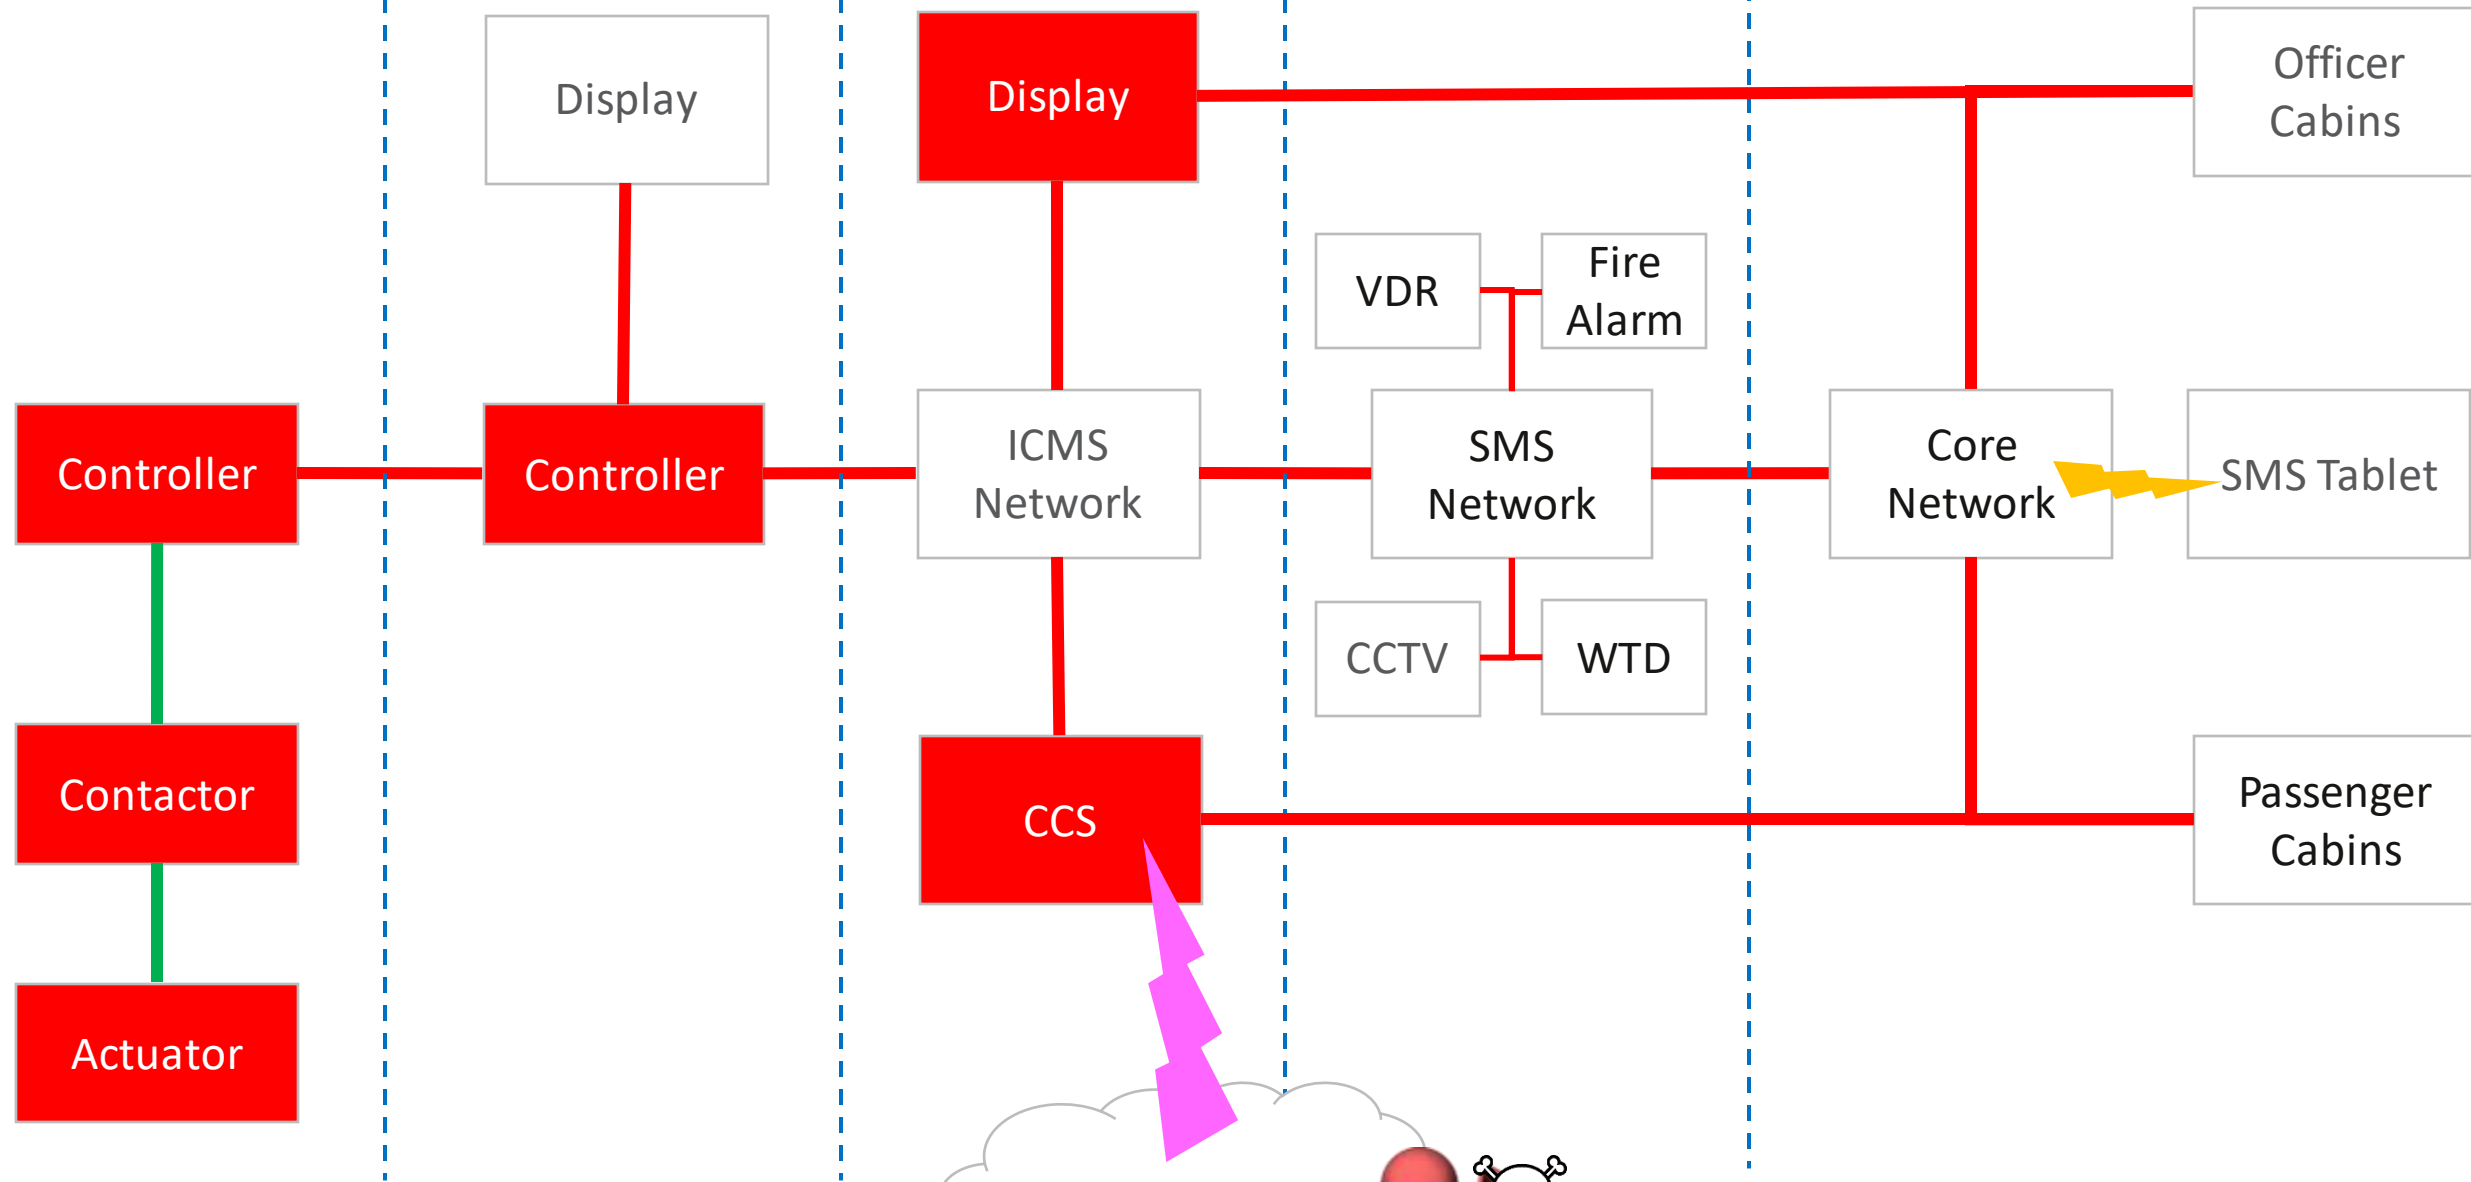 Display
Display
Officer
Cabins
VDR
Fire
Alarm
Controller
Controller
ICMS
Network
SMS
Network
Core
Network
SMS Tablet
CCTV
WTD
Contactor
CCS
Passenger
Cabins
Actuator